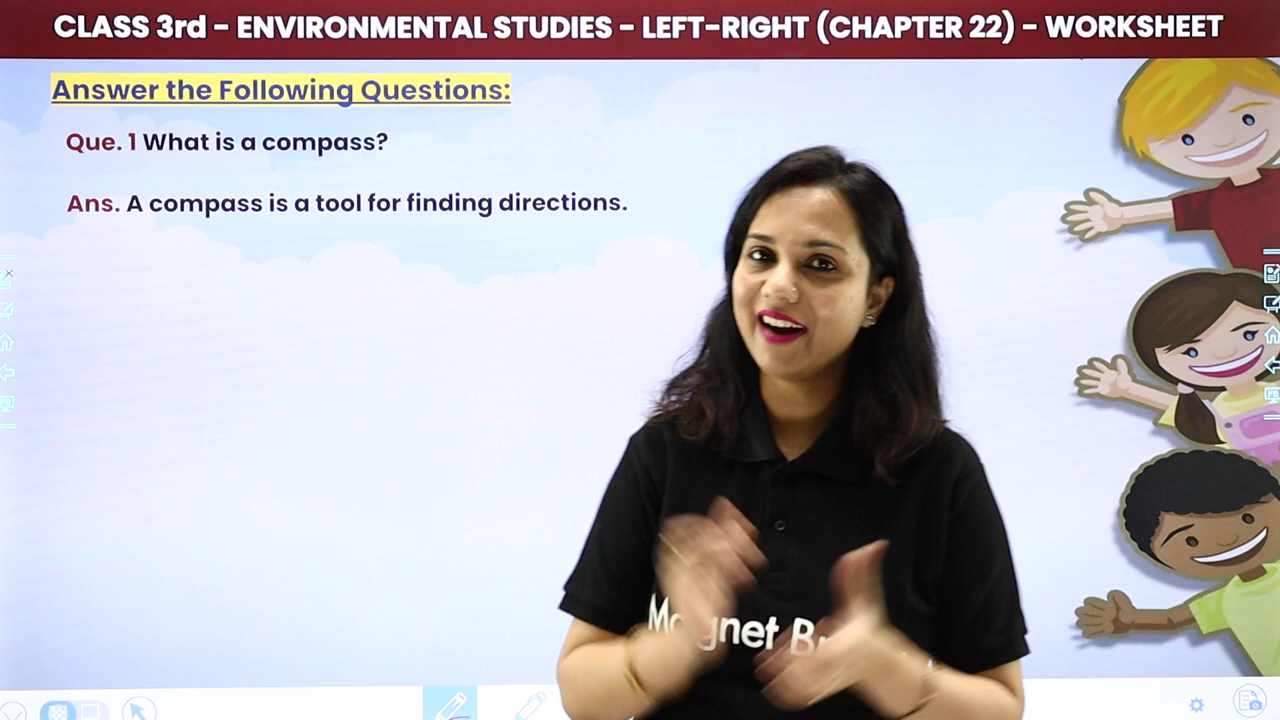 CLASS 3rd - ENVIRONMENTAL STUDIES - LEFT-RIGHT (CHAPTER 22) - WORKSHEET
Answer the Following Questions:
Que. 1 What is a compass?
Ans. A compass is a tool for finding directions.